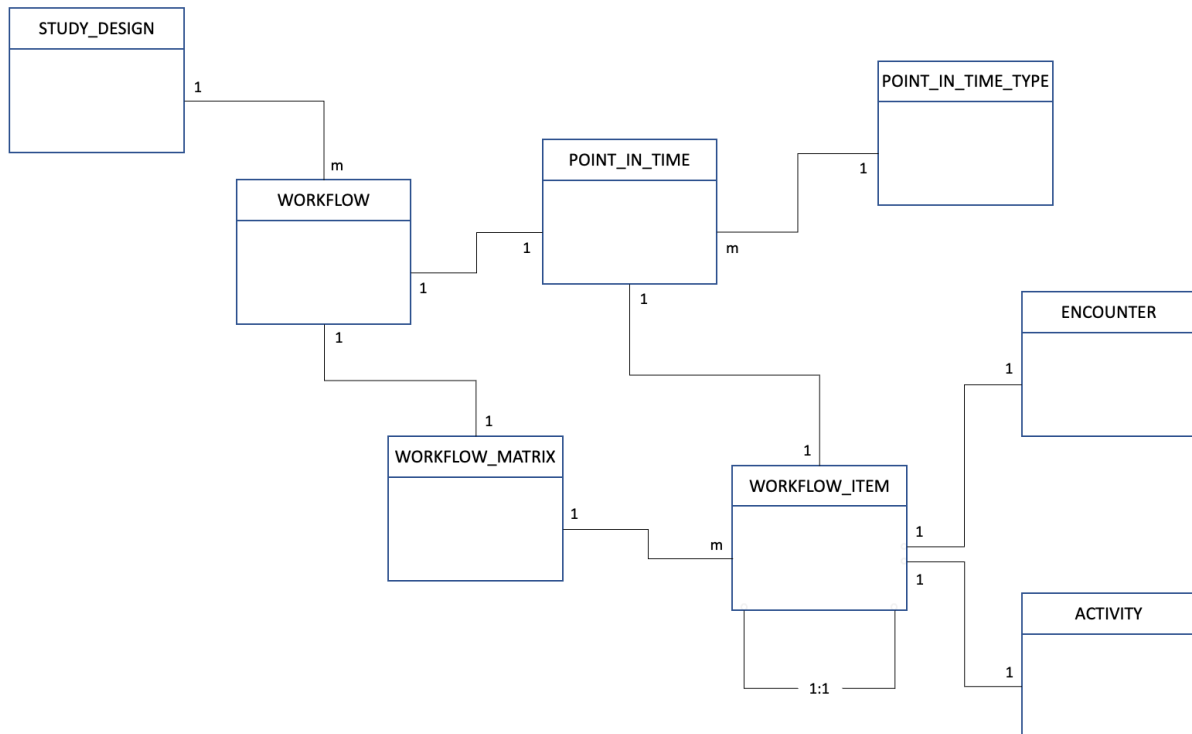 STUDY_DESIGN
1
m
WORKFLOW
POINT_IN_TIME_TYPE
1
POINT_IN_TIME
1
m
1
1
1
1
WORKFLOW_MATRIX
1
m
1
WORKFLOW_ITEM
1
1
1:1
ENCOUNTER
1
ACTIVITY
1